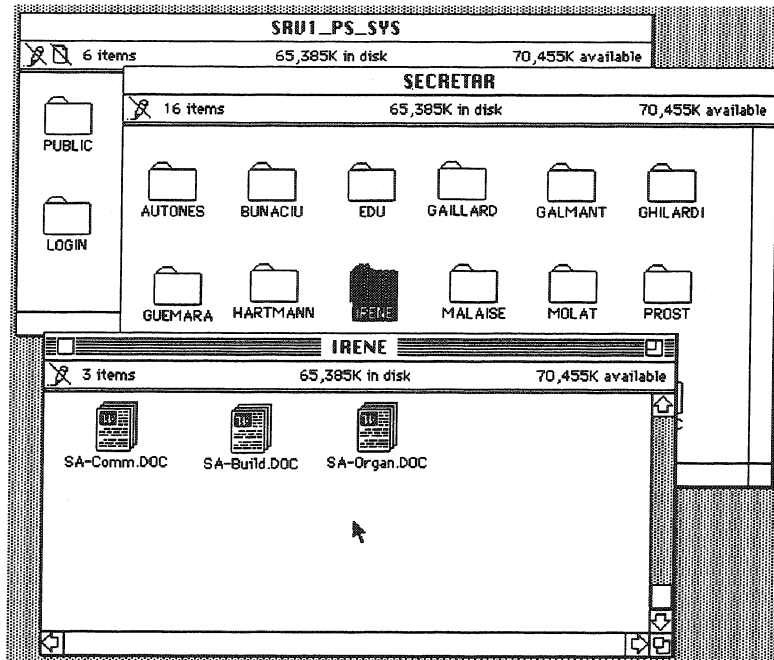 SRV1_PS_SYS
6 items 65,385K in disk 70,455K available
SECRETAR
16 items 65,385K in disk 70,455K available
PUBLIC
LOGIN
AUTONES BUNACIU EDU GAILLARD GALMANT GHILARDI
GUEMARA HARTMANN IRENE MALAISE MOLAT PROST
IRENE
3 items 65,385K in disk 70,455K available
SA-Comm.DOC SA-Build.DOC SA-Organ.DOC